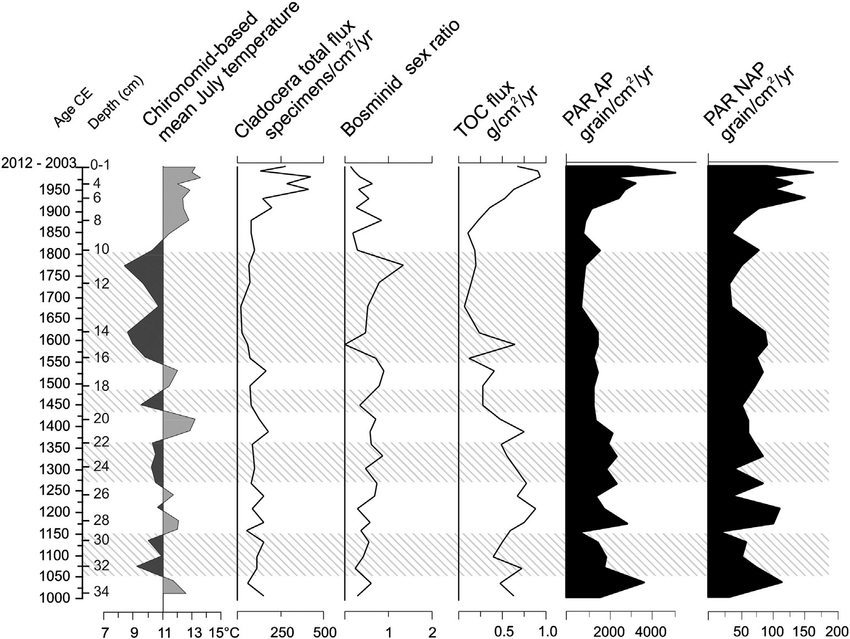 Age CE
Depth (cm)
Chironomid-based
mean July temperature
Cladocera total flux
specimens/cm²/yr
Bosminid sex ratio
TOC flux
g/cm²/yr
PAR AP
grain/cm²/yr
PAR NAP
grain/cm²/yr
2012 - 2003 0-1
1950 4
6
1900
8
1850
1800 10
1750
12
1700
1650
14
1600
1550 16
1500 18
1450
1400 20
1350 22
1300 24
1250 26
1200
1150 28
30
1100
1050 32
1000 34
7 9 11 13 15°C
250 500
1 2
0.5 1.0
2000 4000
50 100 150 200